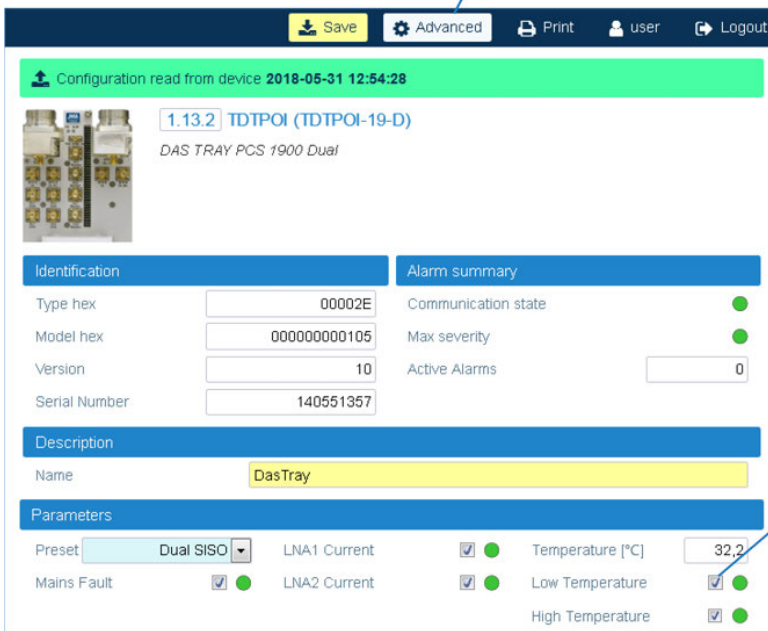 Save Advanced Print user Logout
Configuration read from device 2018-05-31 12:54:28
1.13.2 TDTPOI (TDTPOI-19-D)
DAS TRAY PCS 1900 Dual
Identification
Type hex 00002E
Model hex 000000000105
Version 10
Serial Number 140551357
Alarm summary
Communication state
Max severity
Active Alarms 0
Description
Name DasTray
Parameters
Preset Dual SISO LNA1 Current Temperature [°C] 32,2
Mains Fault LNA2 Current Low Temperature
High Temperature